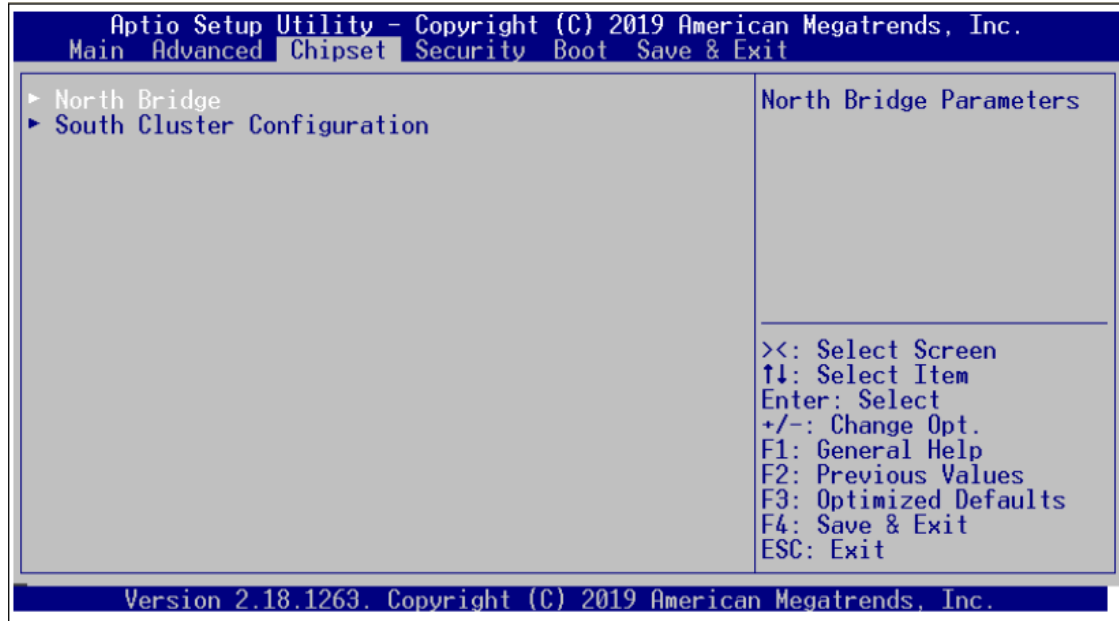 Aptio Setup Utility – Copyright (C) 2019 American Megatrends, Inc.
Main Advanced Chipset Security Boot Save & Exit
► North Bridge
► South Cluster Configuration
North Bridge Parameters
><: Select Screen
↑↓: Select Item
Enter: Select
+/-: Change Opt.
F1: General Help
F2: Previous Values
F3: Optimized Defaults
F4: Save & Exit
ESC: Exit
Version 2.18.1263. Copyright (C) 2019 American Megatrends, Inc.